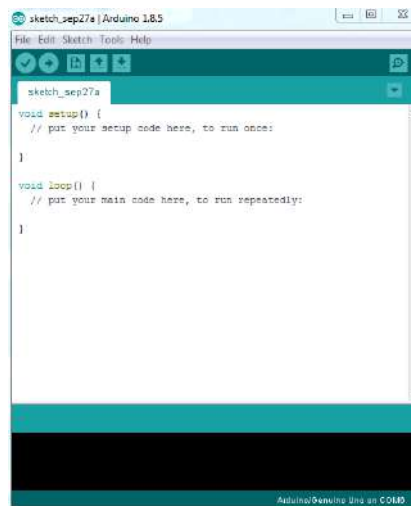 sketch_sep27a | Arduino 1.8.5
File Edit Sketch Tools Help
sketch_sep27a
void setup() {
// put your setup code here, to run once:
}
void loop() {
// put your main code here, to run repeatedly:
}
Arduino/Genuino Uno on